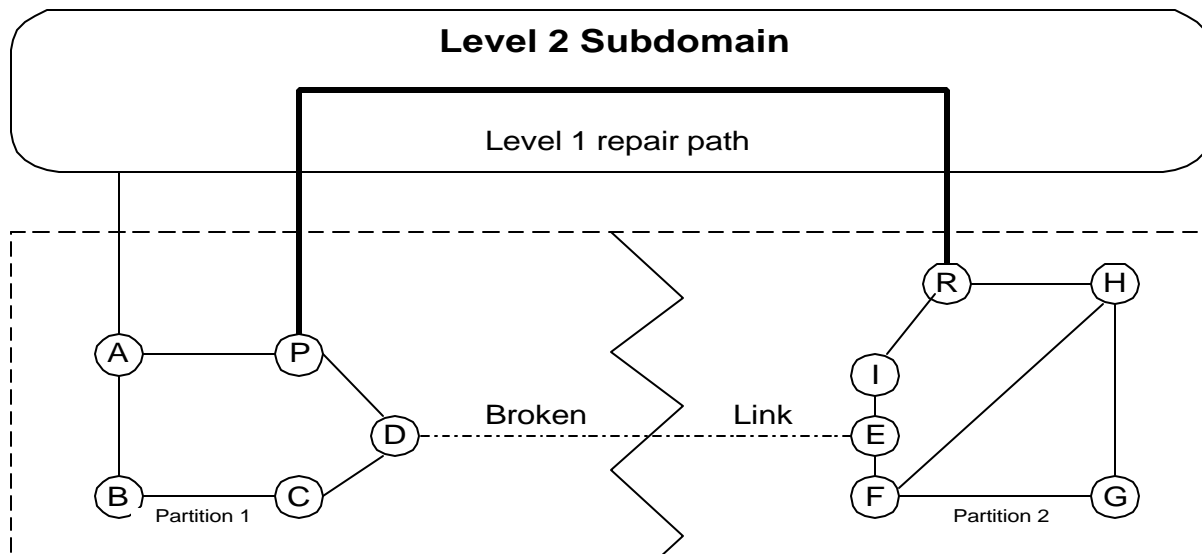 Level 2 Subdomain
Level 1 repair path
R H
A P
I
D Broken Link E
B C F G
Partition 1 Partition 2